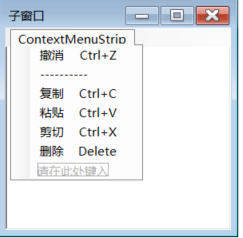 子窗口
ContextMenuStrip
撤消 Ctrl+Z
----------
复制 Ctrl+C
粘贴 Ctrl+V
剪切 Ctrl+X
删除 Delete
请在此处键入